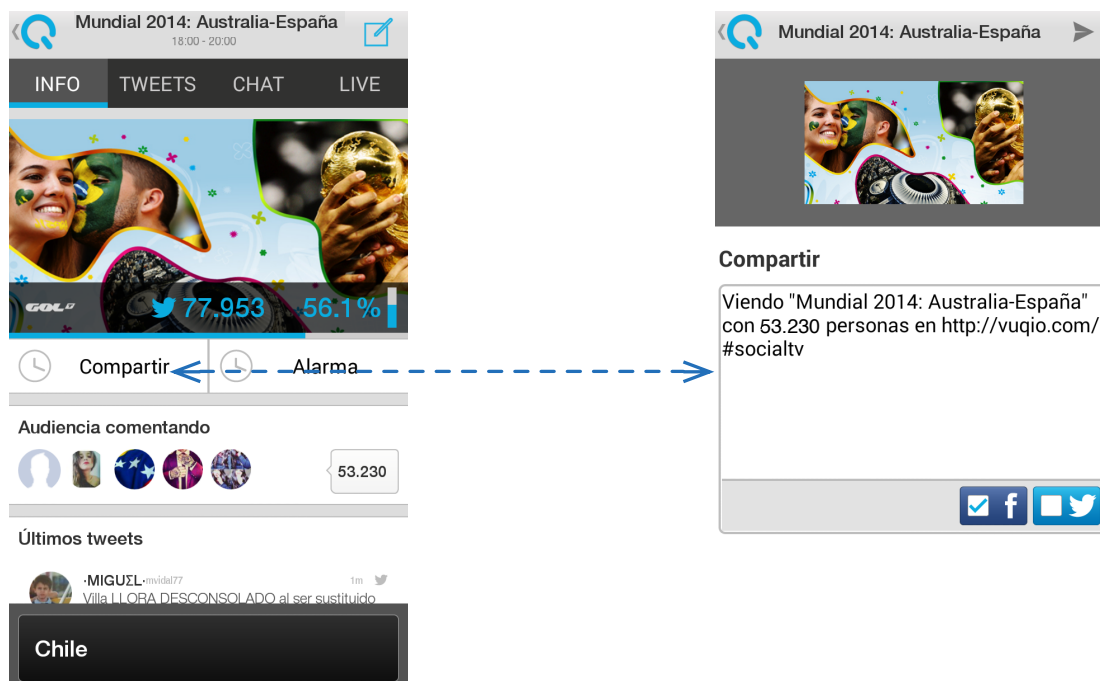 Mundial 2014: Australia-España
18:00 - 20:00
INFO TWEETS CHAT LIVE
GOL
77.953 56.1%
Compartir Alarma
Audiencia comentando
53.230
Últimos tweets
·MIGUΣL·mvidal77 1m
Villa LLORA DESCONSOLADO al ser sustituido
Chile
Mundial 2014: Australia-España
Compartir
Viendo "Mundial 2014: Australia-España"
con 53.230 personas en http://vuqio.com/
#socialtv
f